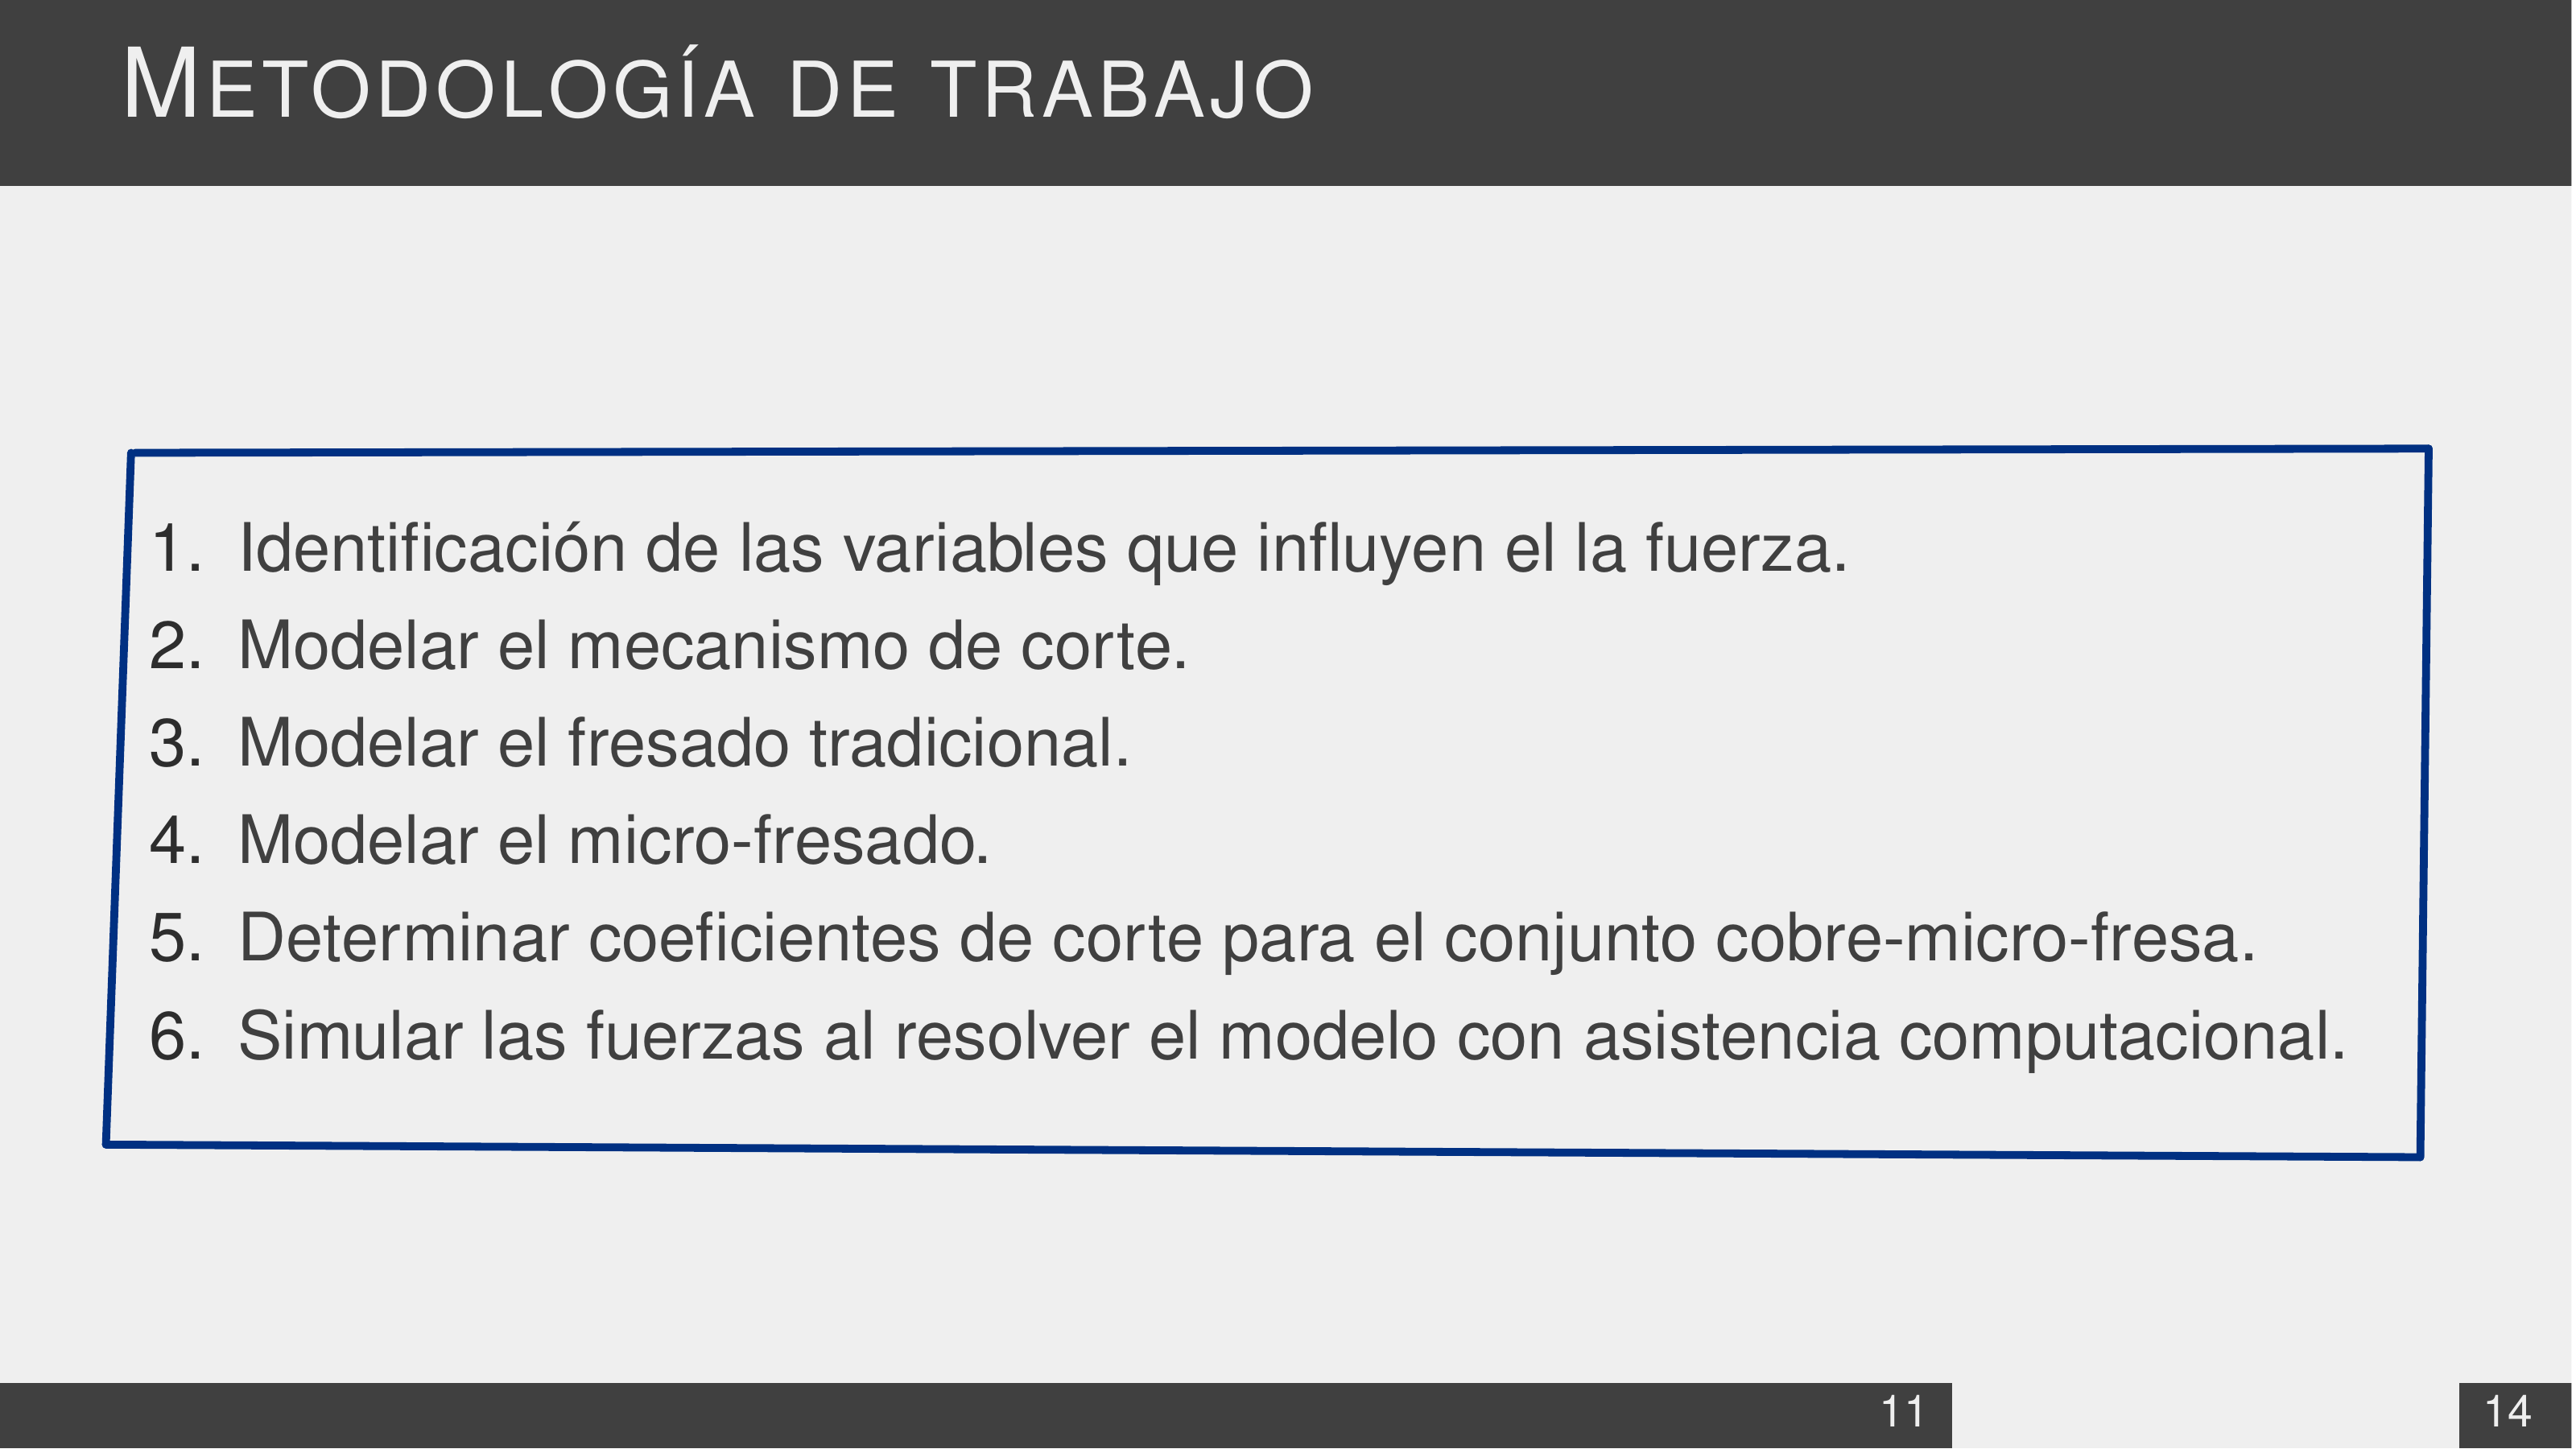 METODOLOGÍA DE TRABAJO
1. Identificación de las variables que influyen el la fuerza.
2. Modelar el mecanismo de corte.
3. Modelar el fresado tradicional.
4. Modelar el micro-fresado.
5. Determinar coeficientes de corte para el conjunto cobre-micro-fresa.
6. Simular las fuerzas al resolver el modelo con asistencia computacional.
11
14